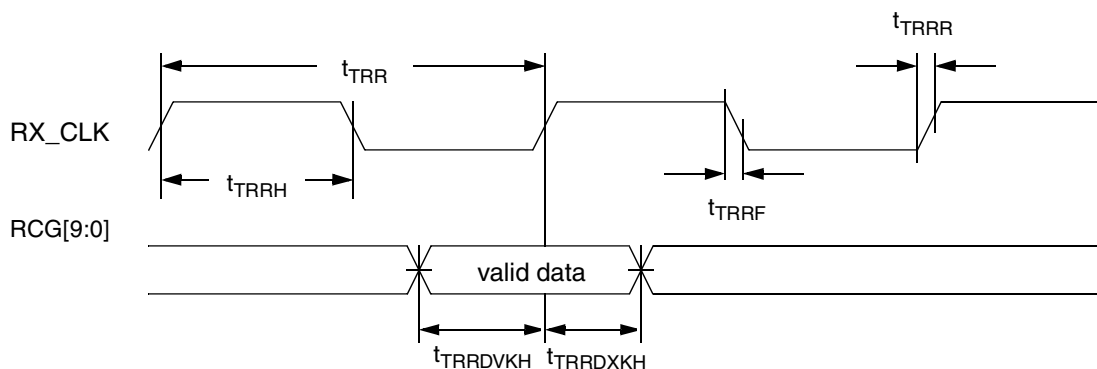 tTRRR
tTRR
RX_CLK
tTRRH
tTRRF
RCG[9:0]
valid data
tTRRDVKH tTRRDXKH